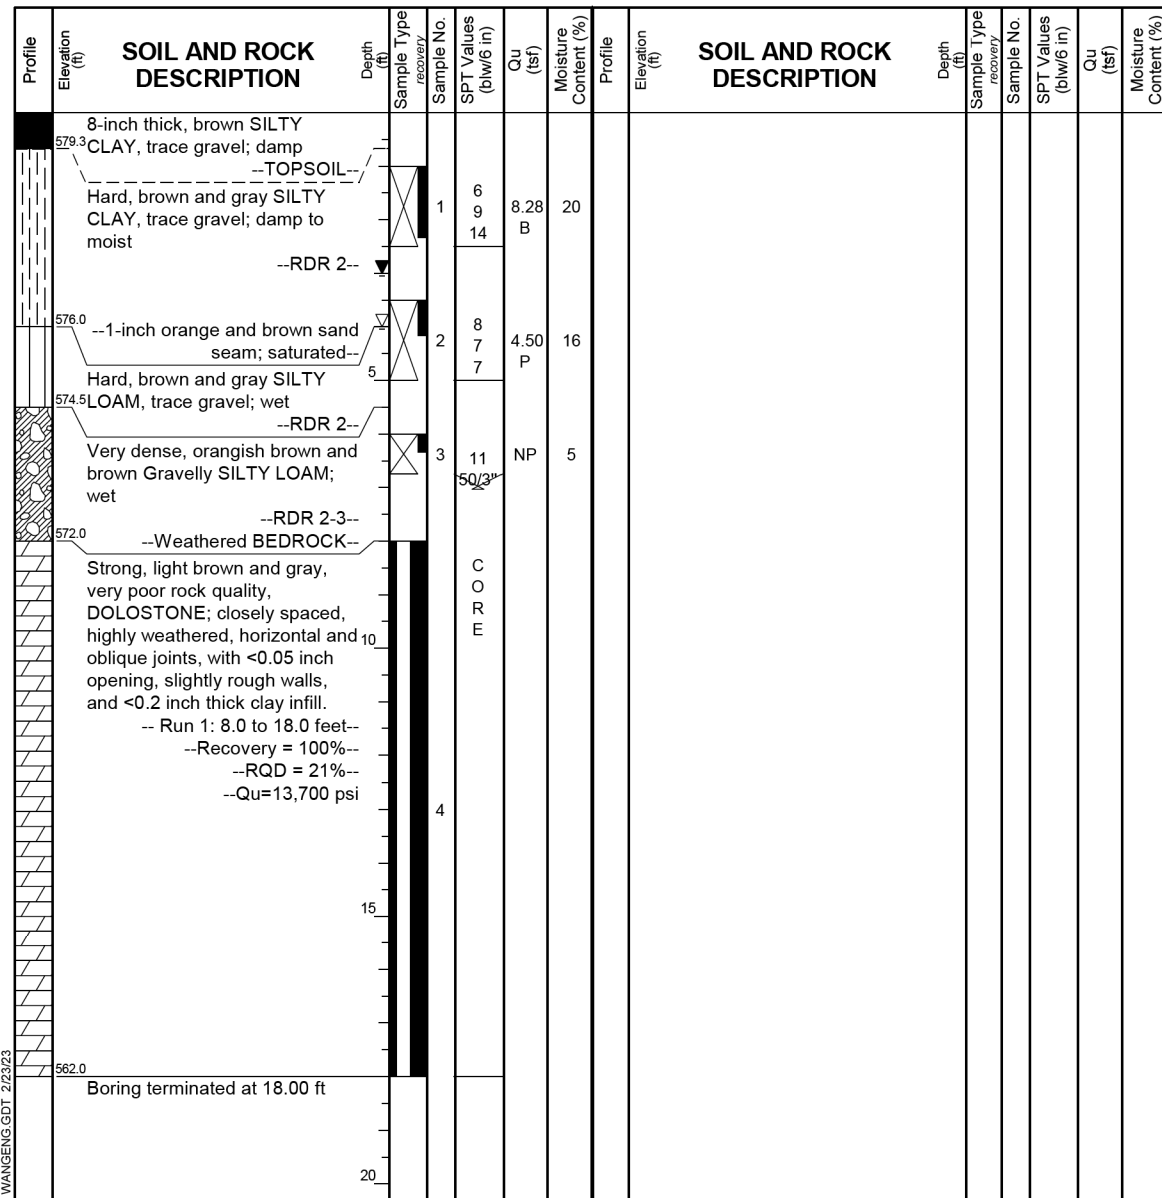 Profile
Elevation
(ft)
SOIL AND ROCK
DESCRIPTION
Depth
(ft)
Sample Type
recovery
Sample No.
SPT Values
(blw/6 in)
Qu
(tsf)
Moisture
Content (%)
Profile
Elevation
(ft)
SOIL AND ROCK
DESCRIPTION
Depth
(ft)
Sample Type
recovery
Sample No.
SPT Values
(blw/6 in)
Qu
(tsf)
Moisture
Content (%)
8-inch thick, brown SILTY
579.3 CLAY, trace gravel; damp
--TOPSOIL--
Hard, brown and gray SILTY
CLAY, trace gravel; damp to
moist
--RDR 2--
1
6
9
14
8.28
B
20
576.0
--1-inch orange and brown sand
seam; saturated--
2
8
7
7
4.50
P
16
5
Hard, brown and gray SILTY
574.5 LOAM, trace gravel; wet
--RDR 2--
Very dense, orangish brown and
brown Gravelly SILTY LOAM;
wet
--RDR 2-3--
3
11
50/3"
NP
5
572.0
--Weathered BEDROCK--
Strong, light brown and gray,
very poor rock quality,
DOLOSTONE; closely spaced,
highly weathered, horizontal and
10
oblique joints, with <0.05 inch
opening, slightly rough walls,
and <0.2 inch thick clay infill.
-- Run 1: 8.0 to 18.0 feet--
--Recovery = 100%--
--RQD = 21%--
--Qu=13,700 psi
4
C
O
R
E
15
562.0
Boring terminated at 18.00 ft
20
WANGENG.GDT 2/23/23